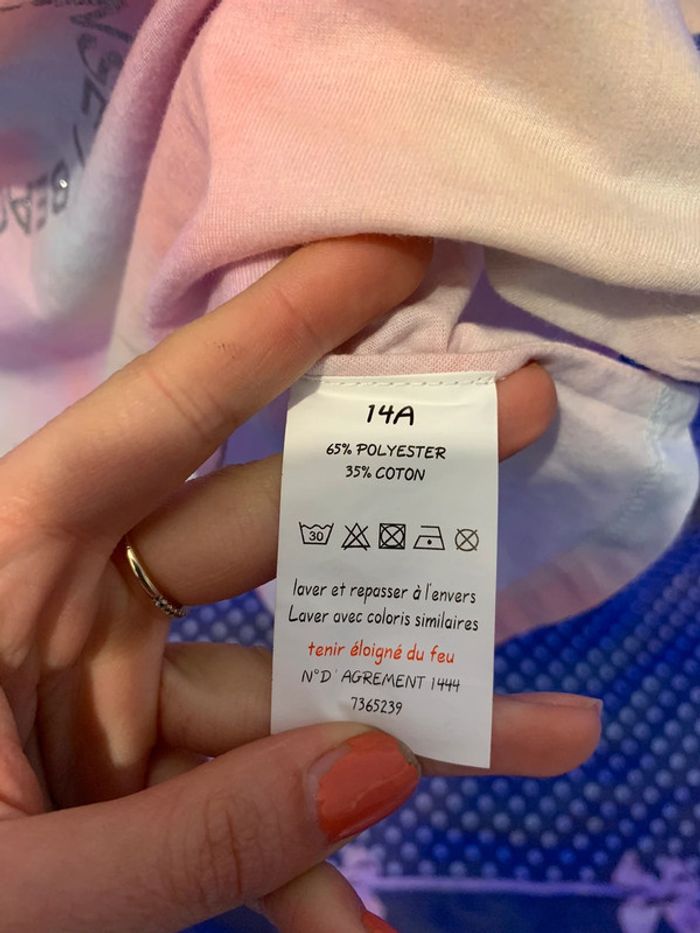 14A
65% POLYESTER
35% COTON
30
laver et repasser à l'envers
Laver avec coloris similaires
tenir éloigné du feu
N°D' AGREMENT 1444
7365239